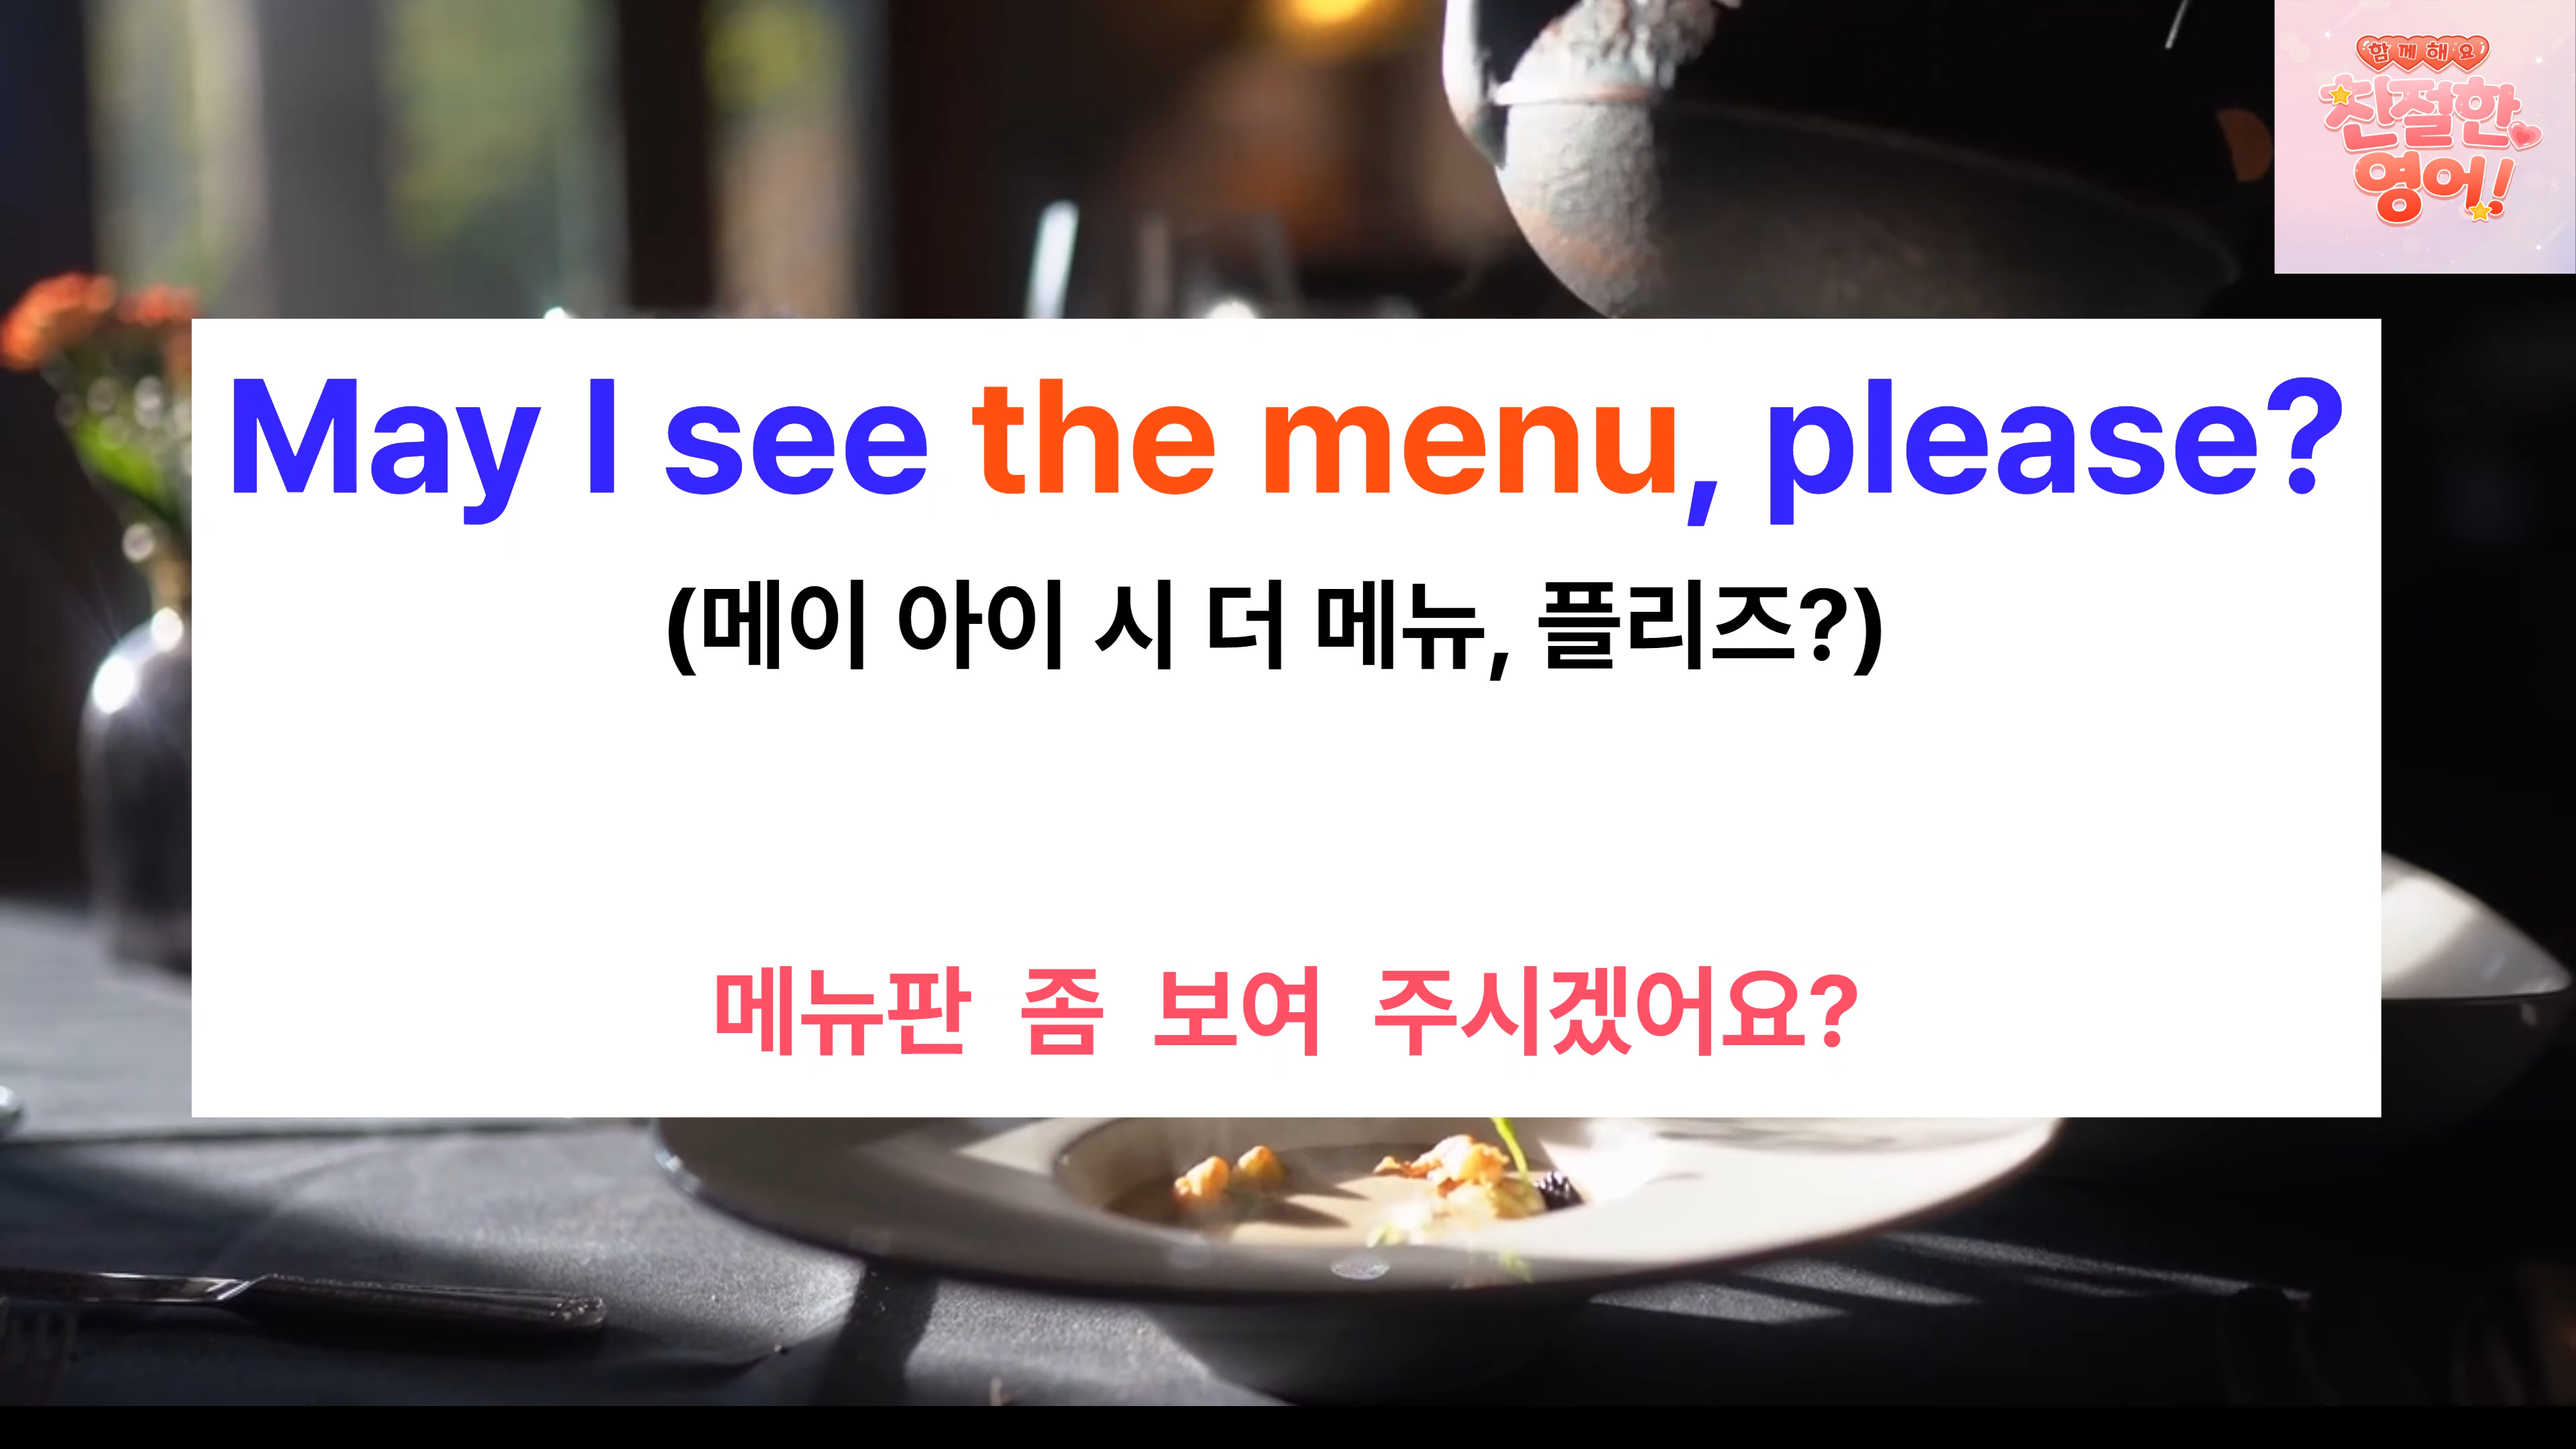 함께해요
친절한
영어!
May I see the menu, please?
(메이 아이 시 더 메뉴, 플리즈?)
메뉴판 좀 보여 주시겠어요?